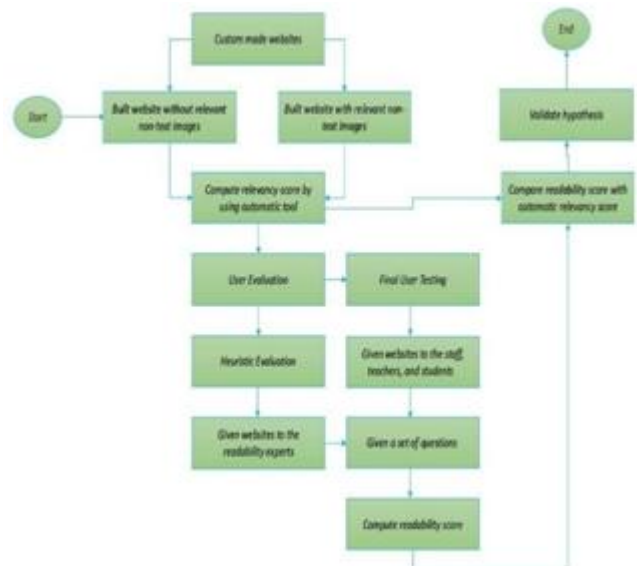 Custom made websites
End
Start
Built website without relevant
non-text images
Built website with relevant non-
text images
Validate hypothesis
Compute relevancy score by
using automatic tool
Compare readability score with
automatic relevancy score
User Evaluation
Final User Testing
Heuristic Evaluation
Given websites to the staff,
teachers, and students
Given websites to the
readability experts
Given a set of questions
Compute readability score